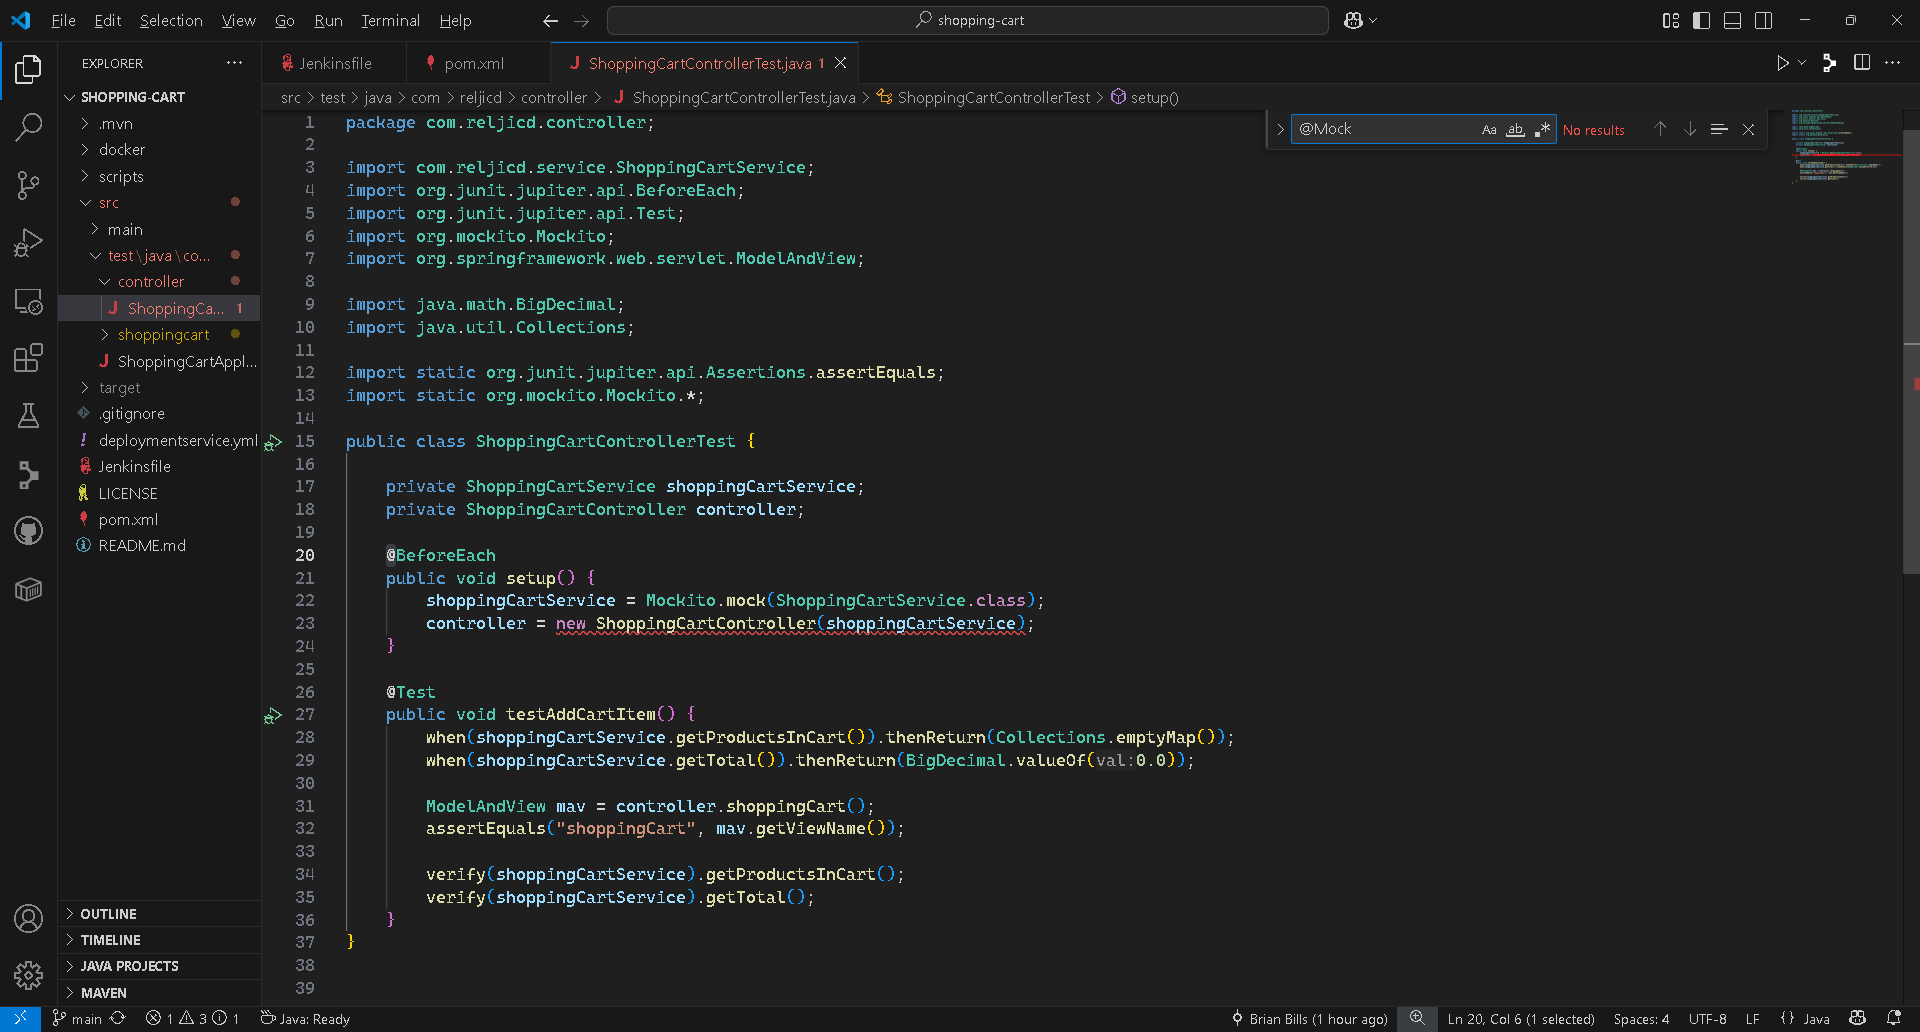 File Edit Selection View Go Run Terminal Help
shopping-cart
EXPLORER
SHOPPING-CART
.mvn
docker
scripts
src
main
test\java\co...
controller
ShoppingCa... 1
shoppingcart
ShoppingCartAppl...
target
.gitignore
deploymentservice.yml
Jenkinsfile
LICENSE
pom.xml
README.md
OUTLINE
TIMELINE
JAVA PROJECTS
MAVEN
Jenkinsfile
pom.xml
ShoppingCartControllerTest.java 1
src > test > java > com > reljicd > controller > ShoppingCartControllerTest.java > ShoppingCartControllerTest > setup()
@Mock Aa ab .* No results
1 package com.reljicd.controller;
2
3 import com.reljicd.service.ShoppingCartService;
4 import org.junit.jupiter.api.BeforeEach;
5 import org.junit.jupiter.api.Test;
6 import org.mockito.Mockito;
7 import org.springframework.web.servlet.ModelAndView;
8
9 import java.math.BigDecimal;
10 import java.util.Collections;
11
12 import static org.junit.jupiter.api.Assertions.assertEquals;
13 import static org.mockito.Mockito.*;
14
15 public class ShoppingCartControllerTest {
16
17 private ShoppingCartService shoppingCartService;
18 private ShoppingCartController controller;
19
20 @BeforeEach
21 public void setup() {
22 shoppingCartService = Mockito.mock(ShoppingCartService.class);
23 controller = new ShoppingCartController(shoppingCartService);
24 }
25
26 @Test
27 public void testAddCartItem() {
28 when(shoppingCartService.getProductsInCart()).thenReturn(Collections.emptyMap());
29 when(shoppingCartService.getTotal()).thenReturn(BigDecimal.valueOf(val:0.0));
30
31 ModelAndView mav = controller.shoppingCart();
32 assertEquals("shoppingCart", mav.getViewName());
33
34 verify(shoppingCartService).getProductsInCart();
35 verify(shoppingCartService).getTotal();
36 }
37 }
38
39
main 1 3 1 Java: Ready Brian Bills (1 hour ago) Ln 20, Col 6 (1 selected) Spaces: 4 UTF-8 LF {} Java